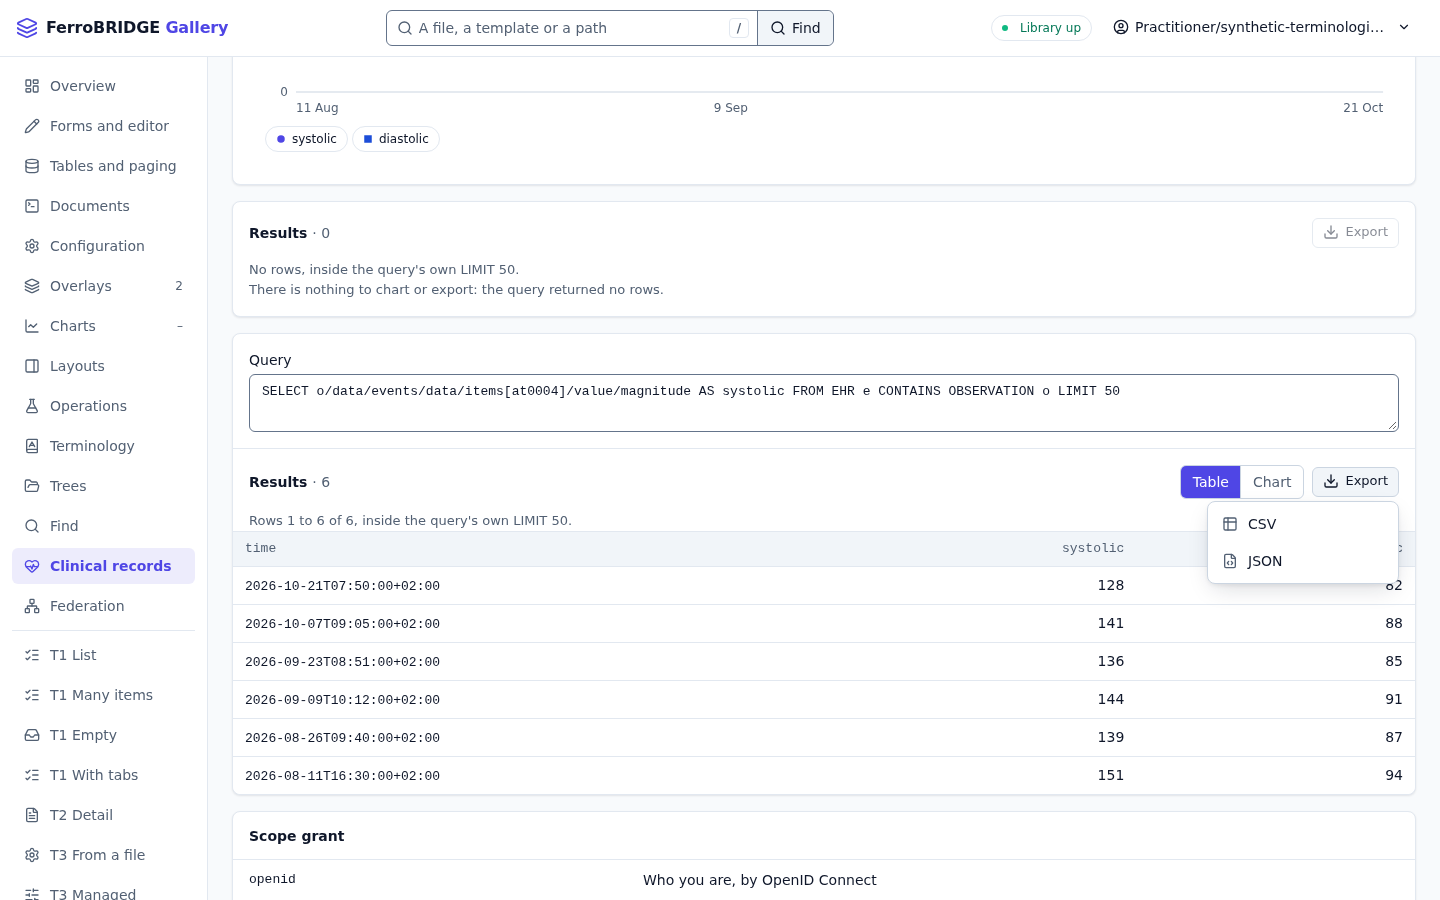 FerroBRIDGE Gallery
A file, a template or a path
/
Find
Library up
Practitioner/synthetic-terminologi...
Overview
Forms and editor
Tables and paging
Documents
Configuration
Overlays 2
Charts –
Layouts
Operations
Terminology
Trees
Find
Clinical records
Federation
T1 List
T1 Many items
T1 Empty
T1 With tabs
T2 Detail
T3 From a file
T3 Managed
0
11 Aug 9 Sep 21 Oct
systolic diastolic
Results · 0
Export
No rows, inside the query's own LIMIT 50.
There is nothing to chart or export: the query returned no rows.
Query
SELECT o/data/events/data/items[at0004]/value/magnitude AS systolic FROM EHR e CONTAINS OBSERVATION o LIMIT 50
Results · 6
Table Chart Export
Rows 1 to 6 of 6, inside the query's own LIMIT 50.
CSV
JSON
time systolic c
2026-10-21T07:50:00+02:00 128 82
2026-10-07T09:05:00+02:00 141 88
2026-09-23T08:51:00+02:00 136 85
2026-09-09T10:12:00+02:00 144 91
2026-08-26T09:40:00+02:00 139 87
2026-08-11T16:30:00+02:00 151 94
Scope grant
openid Who you are, by OpenID Connect